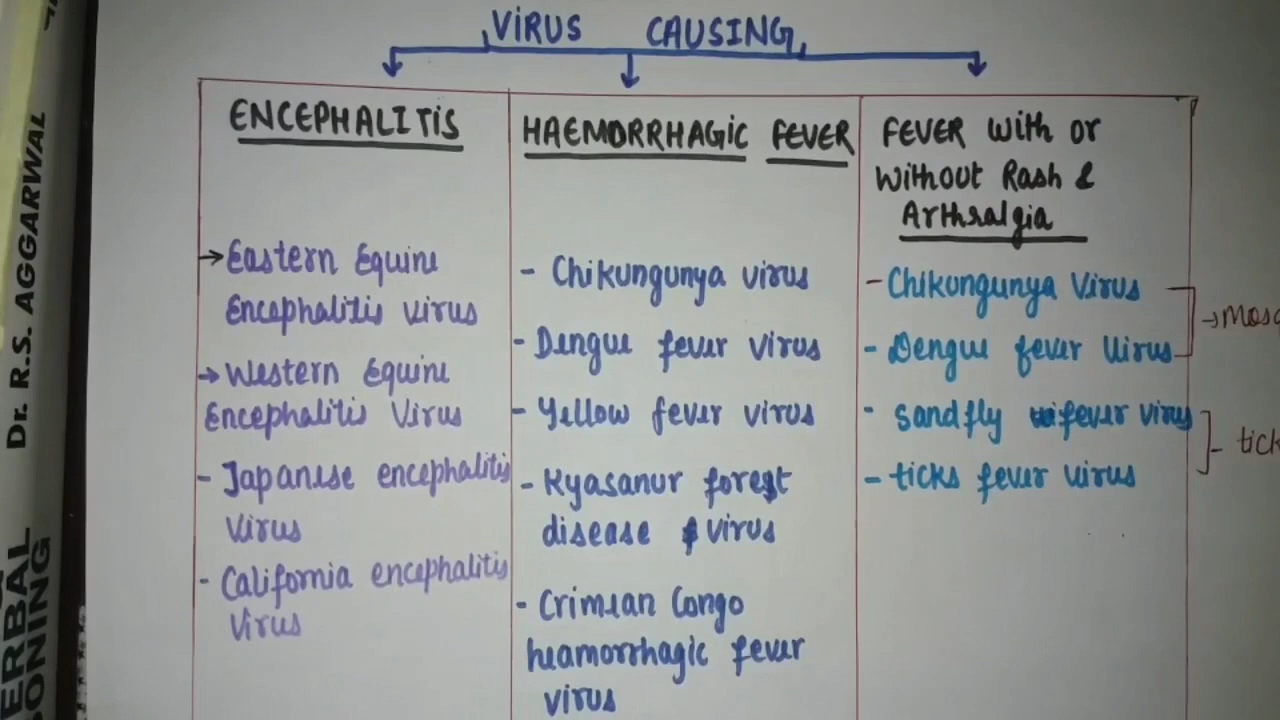 VIRUS CAUSING
ENCEPHALITIS
→ Eastern Equine
Encephalitis virus
→ Western Equine
Encephalitis Virus
- Japanese encephalitis
Virus
- California encephalitis
Virus
HAEMORRHAGIC FEVER
- Chikungunya virus
- Dengue fever virus
- Yellow fever virus
- Kyasanur forest
disease virus
- Crimean Congo
heamorrhagic fever
virus
FEVER With or
Without Rash &
Arthralgia
- Chikungunya Virus
- Dengue fever Virus
- Sandfly fever virus
- ticks fever virus
Dr. R.S. AGGARWAL